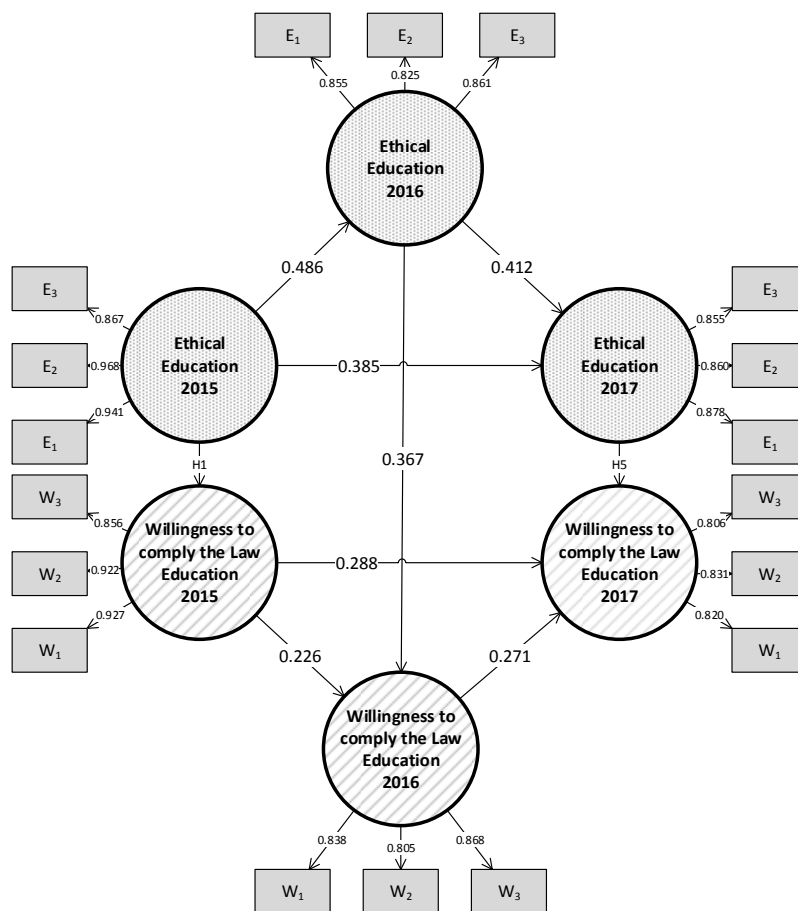 E₁
E₂
E₃
0.855
0.825
0.861
Ethical
Education
2016
0.486
0.412
E₃
E₂
E₁
0.867
0.968
0.941
Ethical
Education
2015
0.385
Ethical
Education
2017
0.855
0.860
0.878
E₃
E₂
E₁
H1
0.367
H5
W₃
W₂
W₁
0.856
0.922
0.927
Willingness to
comply the Law
Education
2015
0.288
Willingness to
comply the Law
Education
2017
0.806
0.831
0.820
W₃
W₂
W₁
0.226
0.271
Willingness to
comply the Law
Education
2016
0.838
0.805
0.868
W₁
W₂
W₃